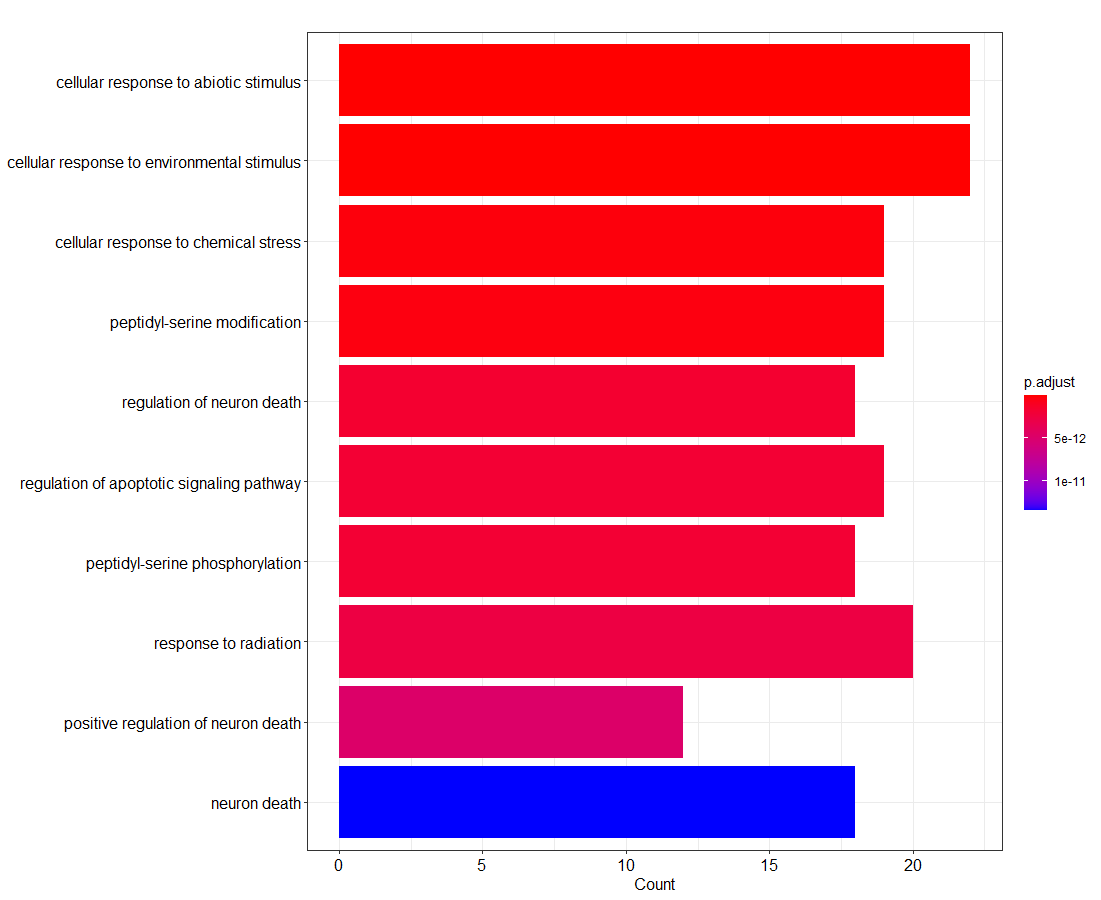 cellular response to abiotic stimulus
cellular response to environmental stimulus
cellular response to chemical stress
peptidyl-serine modification
regulation of neuron death
regulation of apoptotic signaling pathway
peptidyl-serine phosphorylation
response to radiation
positive regulation of neuron death
neuron death
0 5 10 15 20
Count
p.adjust
5e-12
1e-11